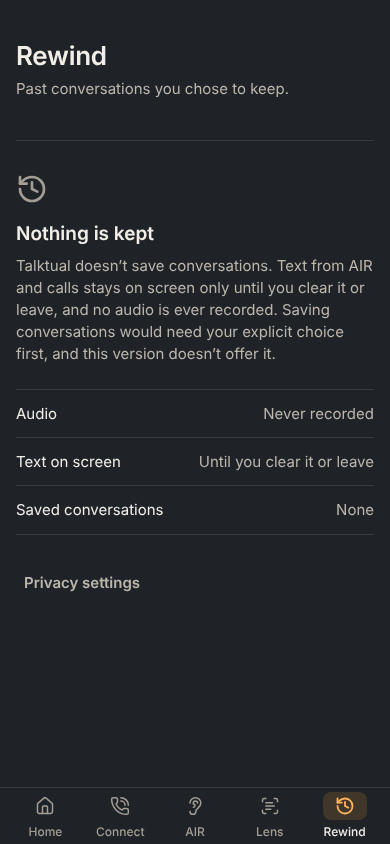 Rewind
Past conversations you chose to keep.
Nothing is kept
Talktual doesn’t save conversations. Text from AIR
and calls stays on screen only until you clear it or
leave, and no audio is ever recorded. Saving
conversations would need your explicit choice
first, and this version doesn’t offer it.
Audio Never recorded
Text on screen Until you clear it or leave
Saved conversations None
Privacy settings
Home Connect AIR Lens Rewind